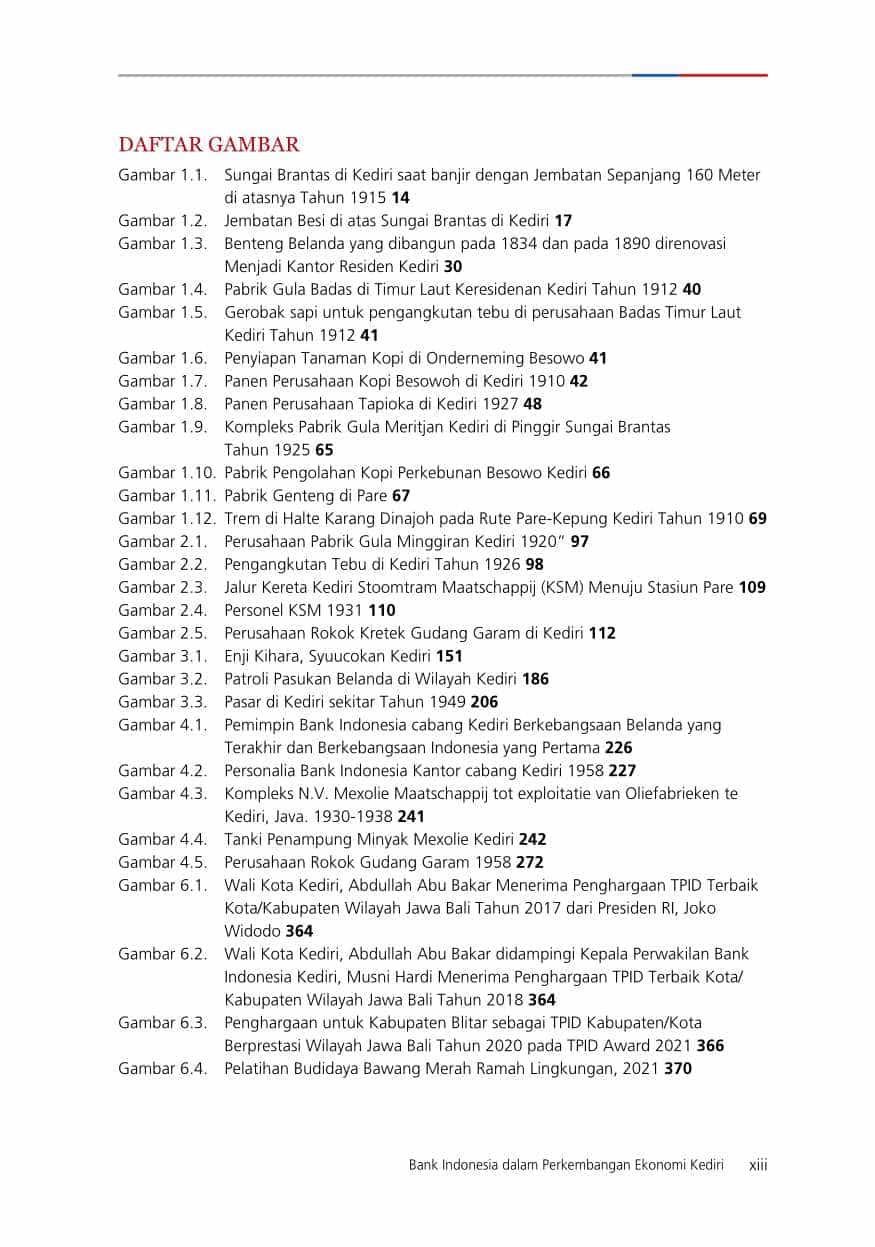 DAFTAR GAMBAR
Gambar 1.1. Sungai Brantas di Kediri saat banjir dengan Jembatan Sepanjang 160 Meter
di atasnya Tahun 1915 14
Gambar 1.2. Jembatan Besi di atas Sungai Brantas di Kediri 17
Gambar 1.3. Benteng Belanda yang dibangun pada 1834 dan pada 1890 direnovasi
Menjadi Kantor Residen Kediri 30
Gambar 1.4. Pabrik Gula Badas di Timur Laut Keresidenan Kediri Tahun 1912 40
Gambar 1.5. Gerobak sapi untuk pengangkutan tebu di perusahaan Badas Timur Laut
Kediri Tahun 1912 41
Gambar 1.6. Penyiapan Tanaman Kopi di Onderneming Besowo 41
Gambar 1.7. Panen Perusahaan Kopi Besowoh di Kediri 1910 42
Gambar 1.8. Panen Perusahaan Tapioka di Kediri 1927 48
Gambar 1.9. Kompleks Pabrik Gula Meritjan Kediri di Pinggir Sungai Brantas
Tahun 1925 65
Gambar 1.10. Pabrik Pengolahan Kopi Perkebunan Besowo Kediri 66
Gambar 1.11. Pabrik Genteng di Pare 67
Gambar 1.12. Trem di Halte Karang Dinajoh pada Rute Pare-Kepung Kediri Tahun 1910 69
Gambar 2.1. Perusahaan Pabrik Gula Minggiran Kediri 1920” 97
Gambar 2.2. Pengangkutan Tebu di Kediri Tahun 1926 98
Gambar 2.3. Jalur Kereta Kediri Stoomtram Maatschappij (KSM) Menuju Stasiun Pare 109
Gambar 2.4. Personel KSM 1931 110
Gambar 2.5. Perusahaan Rokok Kretek Gudang Garam di Kediri 112
Gambar 3.1. Enji Kihara, Syuucokan Kediri 151
Gambar 3.2. Patroli Pasukan Belanda di Wilayah Kediri 186
Gambar 3.3. Pasar di Kediri sekitar Tahun 1949 206
Gambar 4.1. Pemimpin Bank Indonesia cabang Kediri Berkebangsaan Belanda yang
Terakhir dan Berkebangsaan Indonesia yang Pertama 226
Gambar 4.2. Personalia Bank Indonesia Kantor cabang Kediri 1958 227
Gambar 4.3. Kompleks N.V. Mexolie Maatschappij tot exploitatie van Oliefabrieken te
Kediri, Java. 1930-1938 241
Gambar 4.4. Tanki Penampung Minyak Mexolie Kediri 242
Gambar 4.5. Perusahaan Rokok Gudang Garam 1958 272
Gambar 6.1. Wali Kota Kediri, Abdullah Abu Bakar Menerima Penghargaan TPID Terbaik
Kota/Kabupaten Wilayah Jawa Bali Tahun 2017 dari Presiden RI, Joko
Widodo 364
Gambar 6.2. Wali Kota Kediri, Abdullah Abu Bakar didampingi Kepala Perwakilan Bank
Indonesia Kediri, Musni Hardi Menerima Penghargaan TPID Terbaik Kota/
Kabupaten Wilayah Jawa Bali Tahun 2018 364
Gambar 6.3. Penghargaan untuk Kabupaten Blitar sebagai TPID Kabupaten/Kota
Berprestasi Wilayah Jawa Bali Tahun 2020 pada TPID Award 2021 366
Gambar 6.4. Pelatihan Budidaya Bawang Merah Ramah Lingkungan, 2021 370
Bank Indonesia dalam Perkembangan Ekonomi Kediri xiii